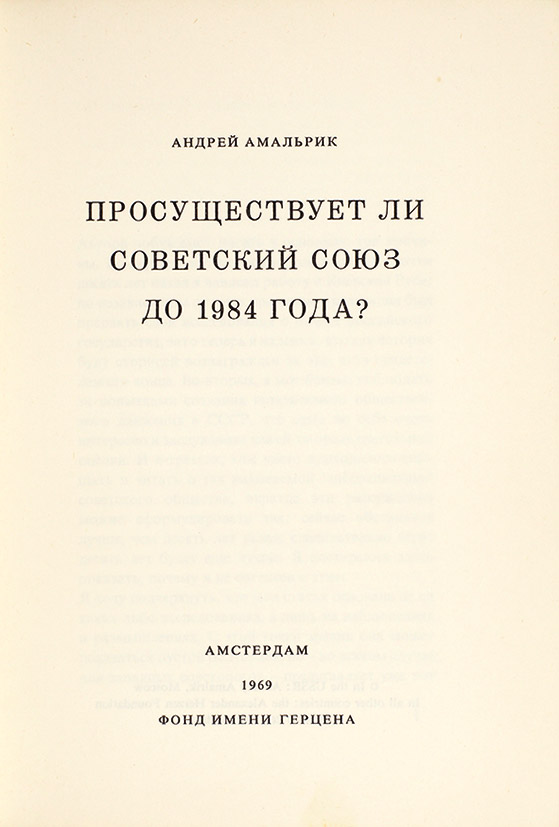 АНДРЕЙ АМАЛЬРИК
ПРОСУЩЕСТВУЕТ ЛИ
СОВЕТСКИЙ СОЮЗ
ДО 1984 ГОДА?
АМСТЕРДАМ
1969
ФОНД ИМЕНИ ГЕРЦЕНА